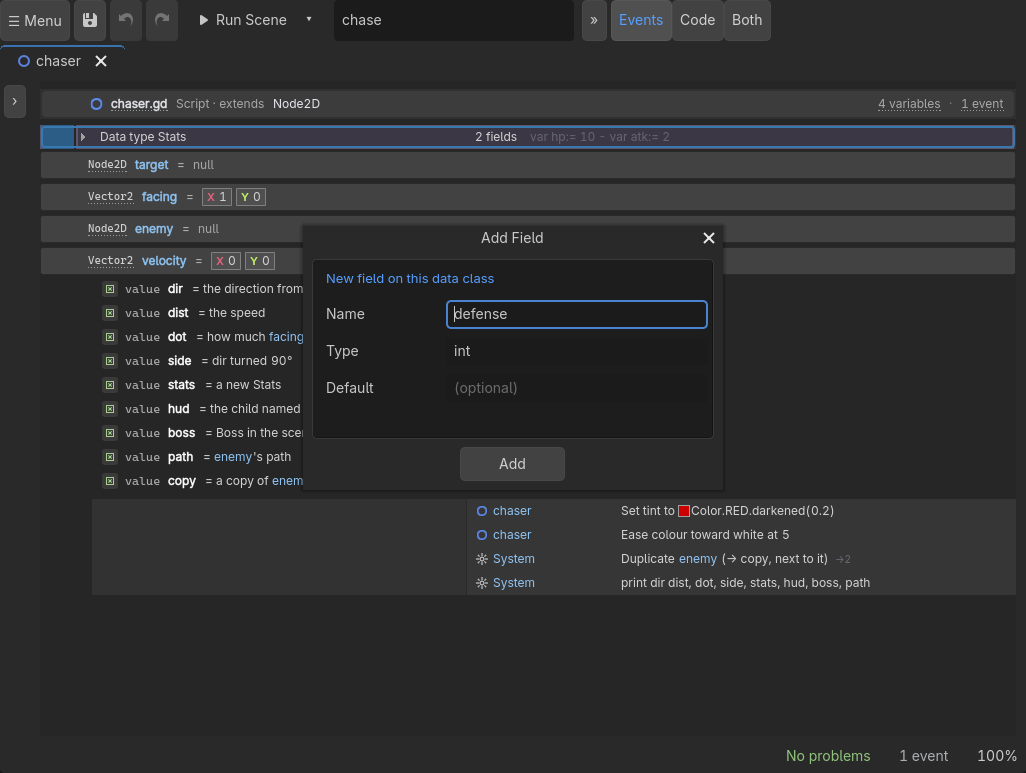 ☰ Menu
Run Scene
chase
»
Events
Code
Both
chaser
chaser.gd Script · extends Node2D
4 variables · 1 event
Data type Stats
2 fields var hp:= 10 - var atk:= 2
Node2D target = null
Vector2 facing = X 1 Y 0
Node2D enemy = null
Vector2 velocity = X 0 Y 0
value dir = the direction from
value dist = the speed
value dot = how much facing
value side = dir turned 90°
value stats = a new Stats
value hud = the child named
value boss = Boss in the sce
value path = enemy's path
value copy = a copy of enem
Add Field
New field on this data class
Name defense
Type int
Default (optional)
Add
chaser Set tint to Color.RED.darkened(0.2)
chaser Ease colour toward white at 5
System Duplicate enemy (→ copy, next to it) →2
System print dir dist, dot, side, stats, hud, boss, path
No problems
1 event
100%